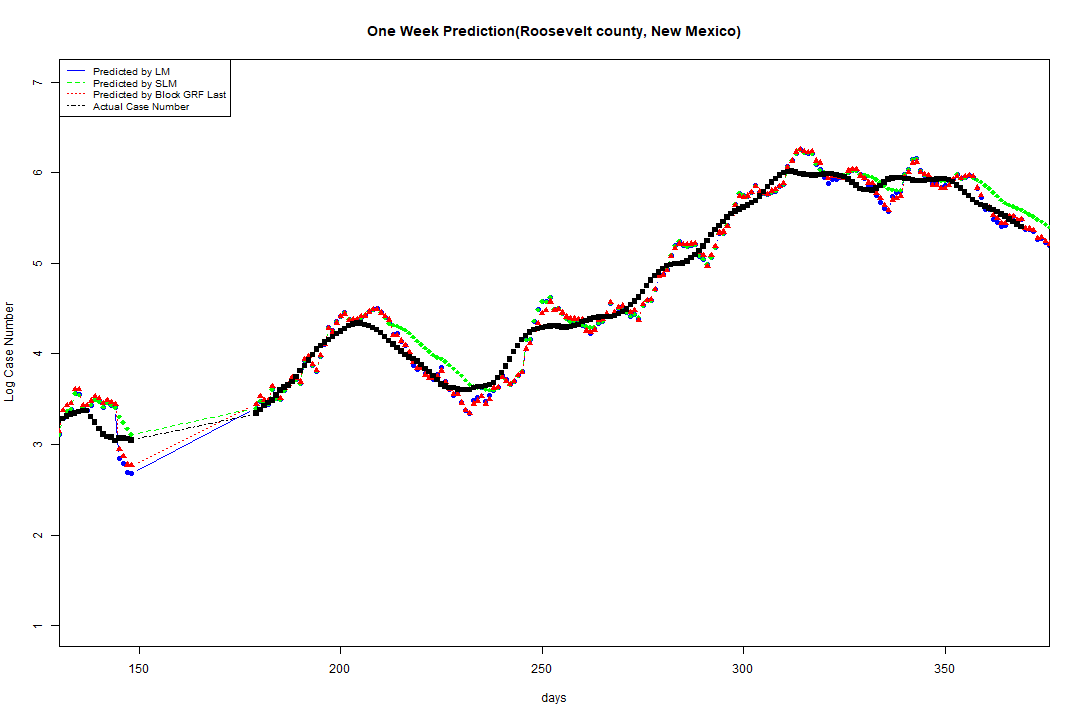 One Week Prediction(Roosevelt county, New Mexico)
Predicted by LM
Predicted by SLM
Predicted by Block GRF Last
Actual Case Number
7
6
5
4
3
2
1
Log Case Number
150 200 250 300 350
days